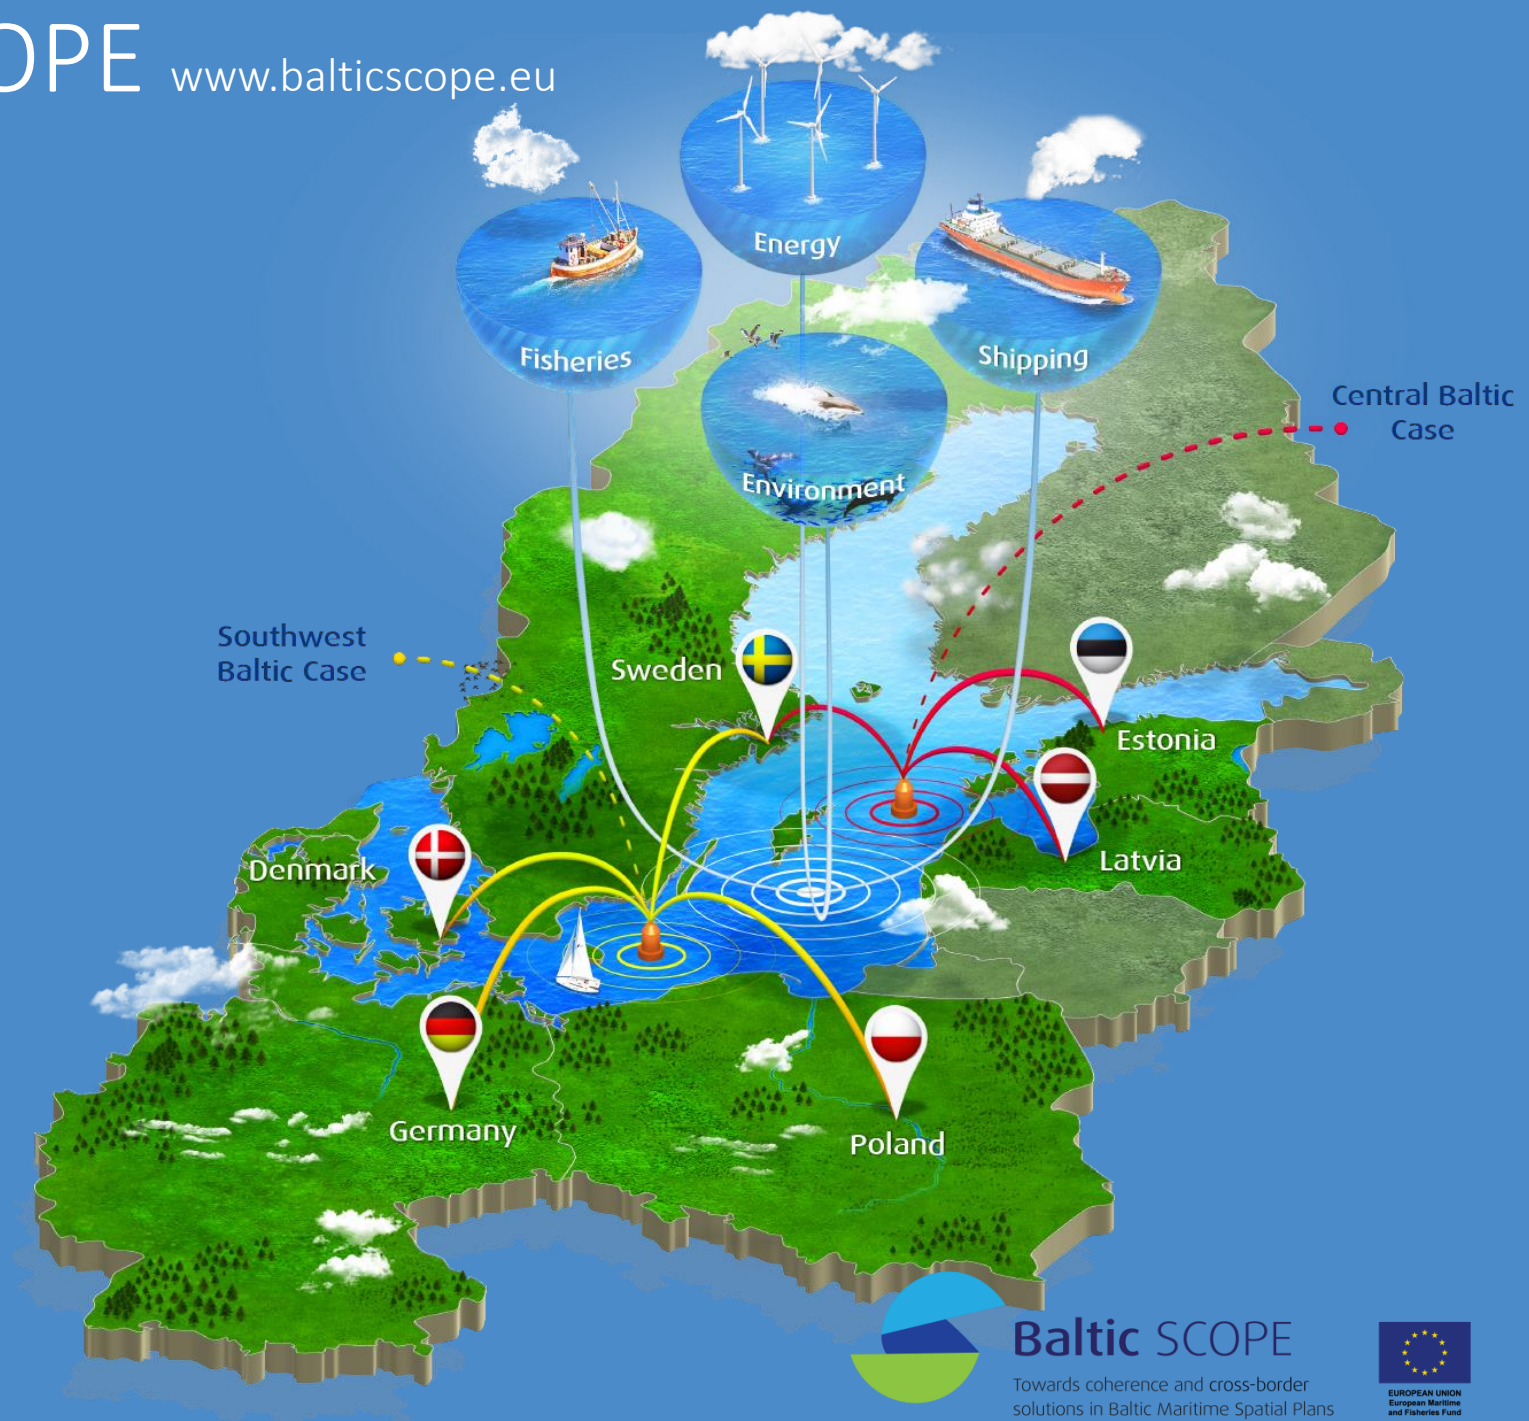 OPE www.balticscope.eu
Energy
Fisheries
Shipping
Central Baltic
Case
Environment
Southwest
Baltic Case
Sweden
Estonia
Denmark
Latvia
Germany
Poland
Baltic SCOPE
Towards coherence and cross-border
solutions in Baltic Maritime Spatial Plans
EUROPEAN UNION
European Maritime
and Fisheries Fund